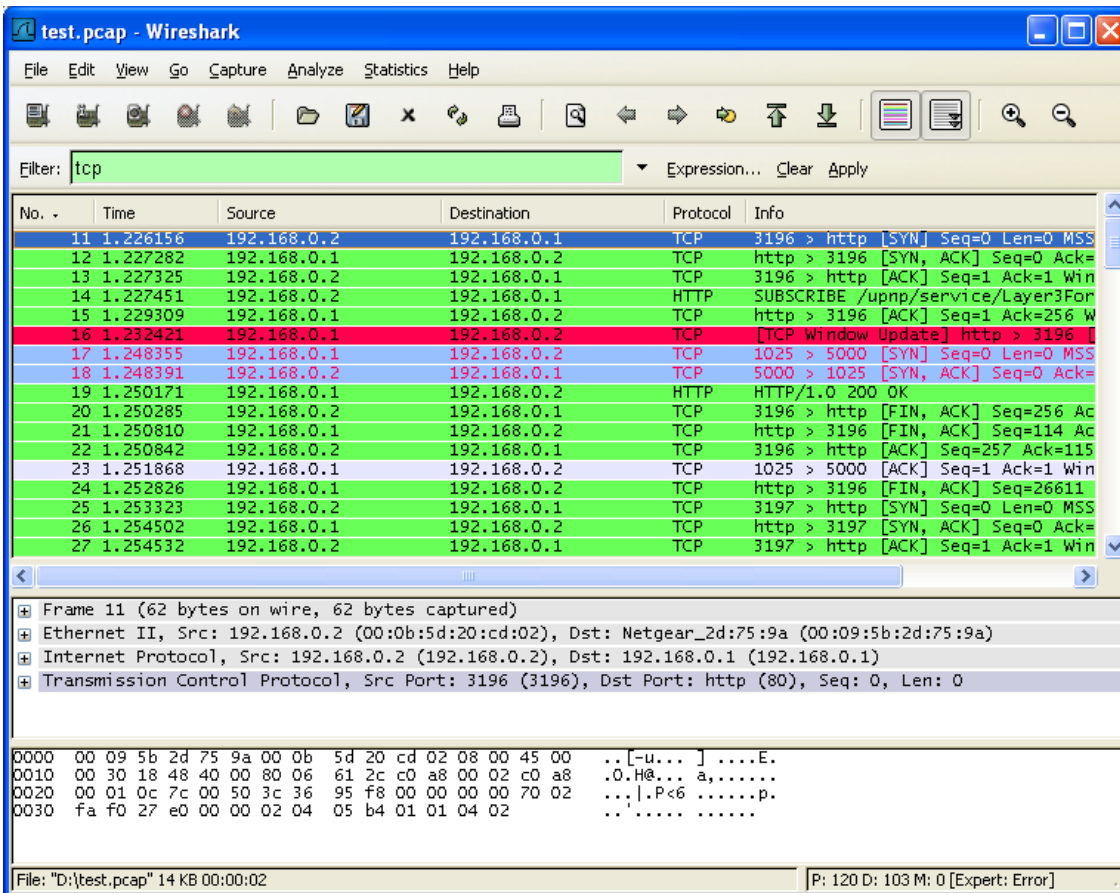 test.pcap - Wireshark
File Edit View Go Capture Analyze Statistics Help
Filter: tcp Expression... Clear Apply
No. Time Source Destination Protocol Info
11 1.226156 192.168.0.2 192.168.0.1 TCP 3196 > http [SYN] Seq=0 Len=0 MSS
12 1.227282 192.168.0.1 192.168.0.2 TCP http > 3196 [SYN, ACK] Seq=0 Ack=
13 1.227325 192.168.0.2 192.168.0.1 TCP 3196 > http [ACK] Seq=1 Ack=1 Win
14 1.227451 192.168.0.2 192.168.0.1 HTTP SUBSCRIBE /upnp/service/Layer3For
15 1.229309 192.168.0.1 192.168.0.2 TCP http > 3196 [ACK] Seq=1 Ack=256 W
16 1.232421 192.168.0.1 192.168.0.2 TCP [TCP Window Update] http > 3196 [
17 1.248355 192.168.0.1 192.168.0.2 TCP 1025 > 5000 [SYN] Seq=0 Len=0 MSS
18 1.248391 192.168.0.2 192.168.0.1 TCP 5000 > 1025 [SYN, ACK] Seq=0 Ack=
19 1.250171 192.168.0.1 192.168.0.2 HTTP HTTP/1.0 200 OK
20 1.250285 192.168.0.2 192.168.0.1 TCP 3196 > http [FIN, ACK] Seq=256 Ac
21 1.250810 192.168.0.1 192.168.0.2 TCP http > 3196 [FIN, ACK] Seq=114 Ac
22 1.250842 192.168.0.2 192.168.0.1 TCP 3196 > http [ACK] Seq=257 Ack=115
23 1.251868 192.168.0.1 192.168.0.2 TCP 1025 > 5000 [ACK] Seq=1 Ack=1 Win
24 1.252826 192.168.0.1 192.168.0.2 TCP http > 3196 [FIN, ACK] Seq=26611
25 1.253323 192.168.0.2 192.168.0.1 TCP 3197 > http [SYN] Seq=0 Len=0 MSS
26 1.254502 192.168.0.1 192.168.0.2 TCP http > 3197 [SYN, ACK] Seq=0 Ack=
27 1.254532 192.168.0.2 192.168.0.1 TCP 3197 > http [ACK] Seq=1 Ack=1 Win
Frame 11 (62 bytes on wire, 62 bytes captured)
Ethernet II, Src: 192.168.0.2 (00:0b:5d:20:cd:02), Dst: Netgear_2d:75:9a (00:09:5b:2d:75:9a)
Internet Protocol, Src: 192.168.0.2 (192.168.0.2), Dst: 192.168.0.1 (192.168.0.1)
Transmission Control Protocol, Src Port: 3196 (3196), Dst Port: http (80), Seq: 0, Len: 0
0000 00 09 5b 2d 75 9a 00 0b 5d 20 cd 02 08 00 45 00 ..[-u... ] ....E.
0010 00 30 18 48 40 00 80 06 61 2c c0 a8 00 02 c0 a8 .0.H@... a,......
0020 00 01 0c 7c 00 50 3c 36 95 f8 00 00 00 00 70 02 ...|.P<6 ......p.
0030 fa f0 27 e0 00 00 02 04 05 b4 01 01 04 02 ..'..... ......
File: "D:\test.pcap" 14 KB 00:00:02 P: 120 D: 103 M: 0 [Expert: Error]